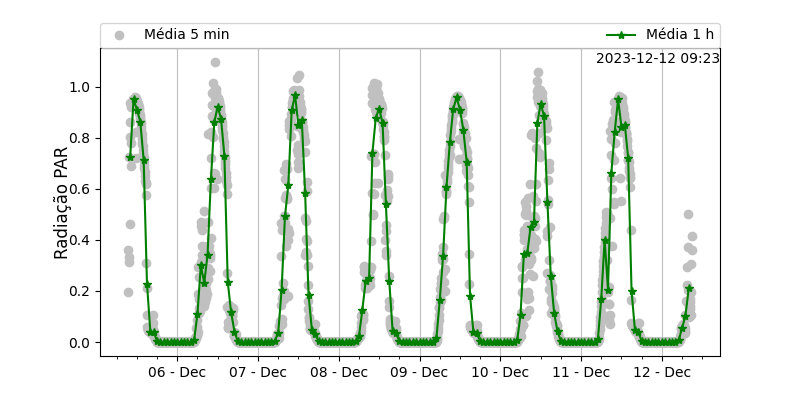 Média 5 min
Média 1 h
2023-12-12 09:23
Radiação PAR
1.0
0.8
0.6
0.4
0.2
0.0
06 - Dec
07 - Dec
08 - Dec
09 - Dec
10 - Dec
11 - Dec
12 - Dec